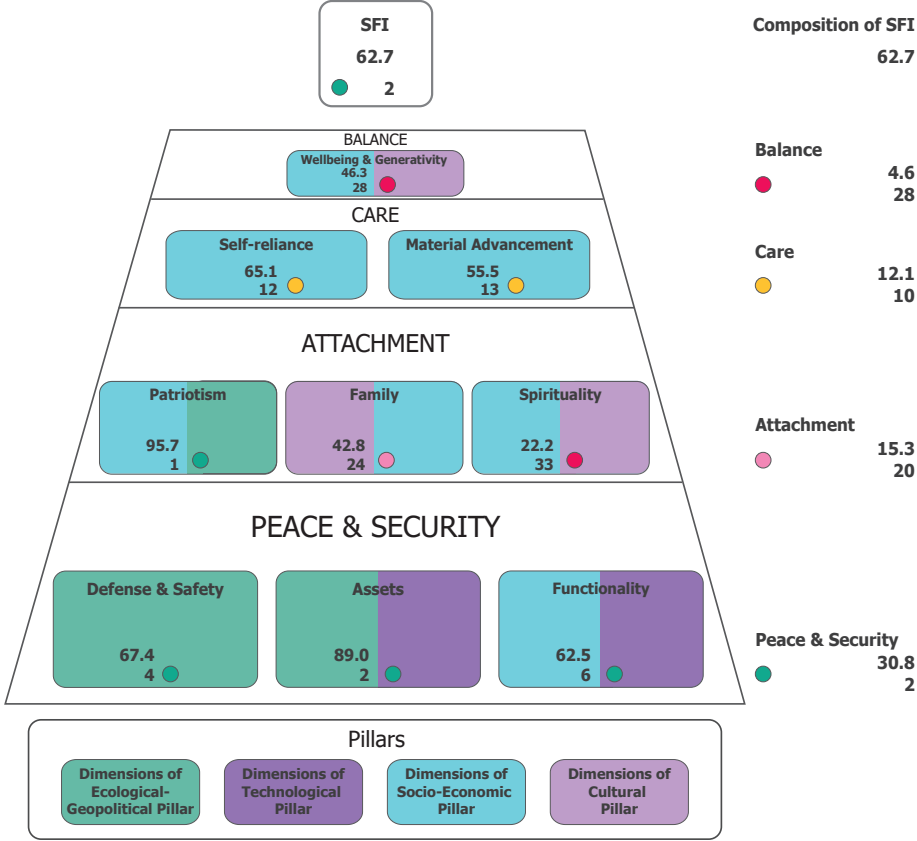 SFI
62.7
2
Composition of SFI
62.7
BALANCE
Wellbeing & Generativity
46.3
28
Balance
4.6
28
CARE
Self-reliance
65.1
12
Material Advancement
55.5
13
Care
12.1
10
ATTACHMENT
Patriotism
95.7
1
Family
42.8
24
Spirituality
22.2
33
Attachment
15.3
20
PEACE & SECURITY
Defense & Safety
67.4
4
Assets
89.0
2
Functionality
62.5
6
Peace & Security
30.8
2
Pillars
Dimensions of
Ecological-
Geopolitical Pillar
Dimensions of
Technological
Pillar
Dimensions of
Socio-Economic
Pillar
Dimensions of
Cultural
Pillar